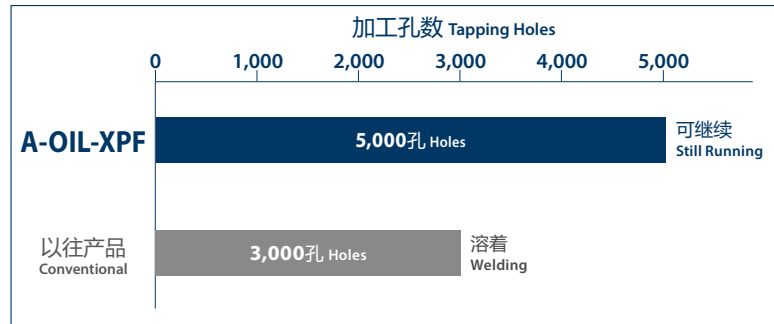 加工孔数 Tapping Holes
0 1,000 2,000 3,000 4,000 5,000
A-OIL-XPF
5,000孔 Holes
可继续
Still Running
以往产品
Conventional
3,000孔 Holes
溶着
Welding